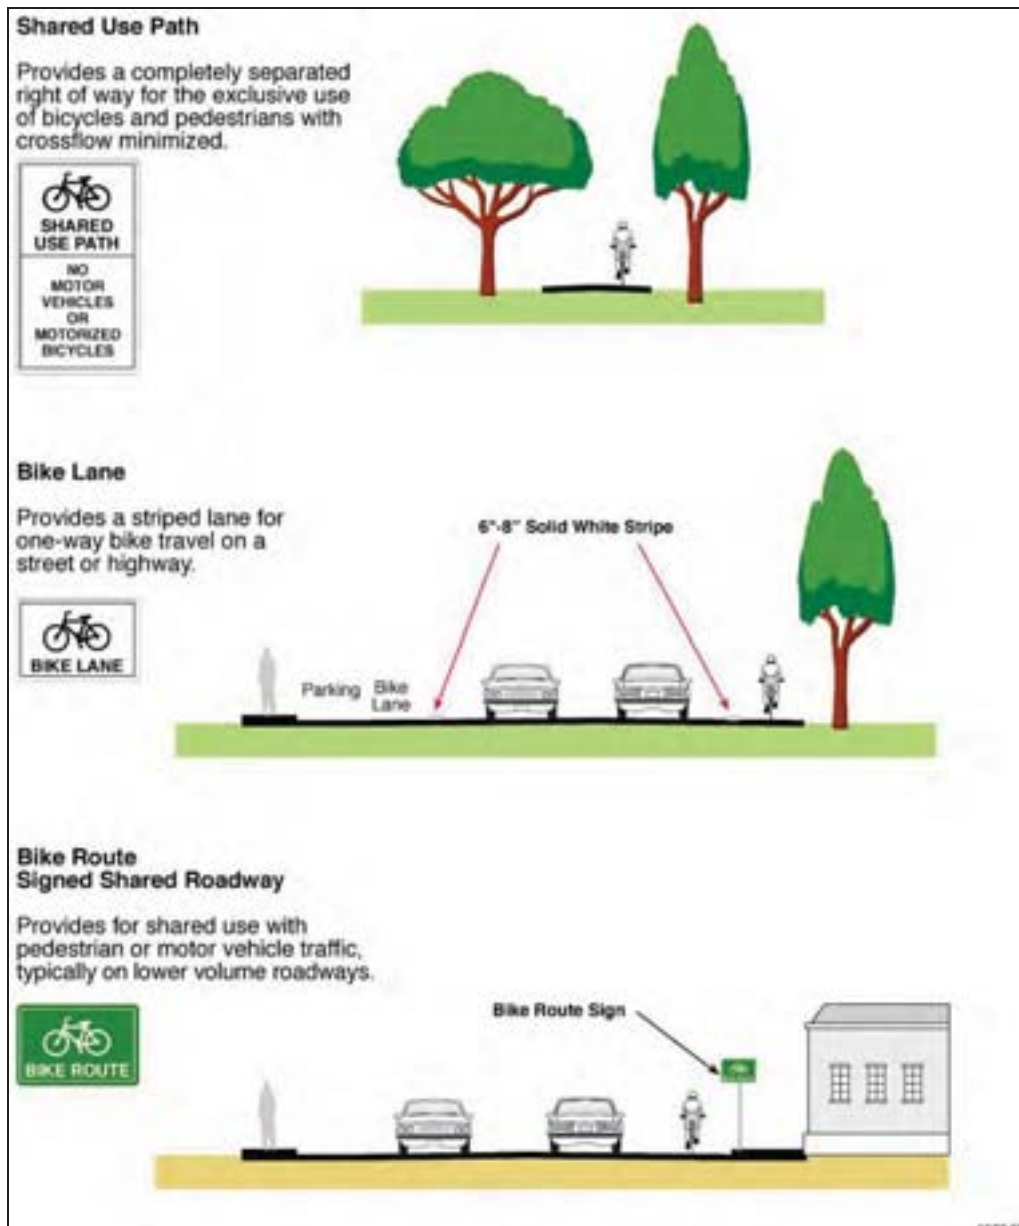 Shared Use Path
Provides a completely separated
right of way for the exclusive use
of bicycles and pedestrians with
crossflow minimized.
SHARED
USE PATH
NO
MOTOR
VEHICLES
OR
MOTORIZED
BICYCLES
Bike Lane
Provides a striped lane for
one-way bike travel on a
street or highway.
BIKE LANE
6"-8" Solid White Stripe
Parking
Bike
Lane
Bike Route
Signed Shared Roadway
Provides for shared use with
pedestrian or motor vehicle traffic,
typically on lower volume roadways.
BIKE ROUTE
Bike Route Sign